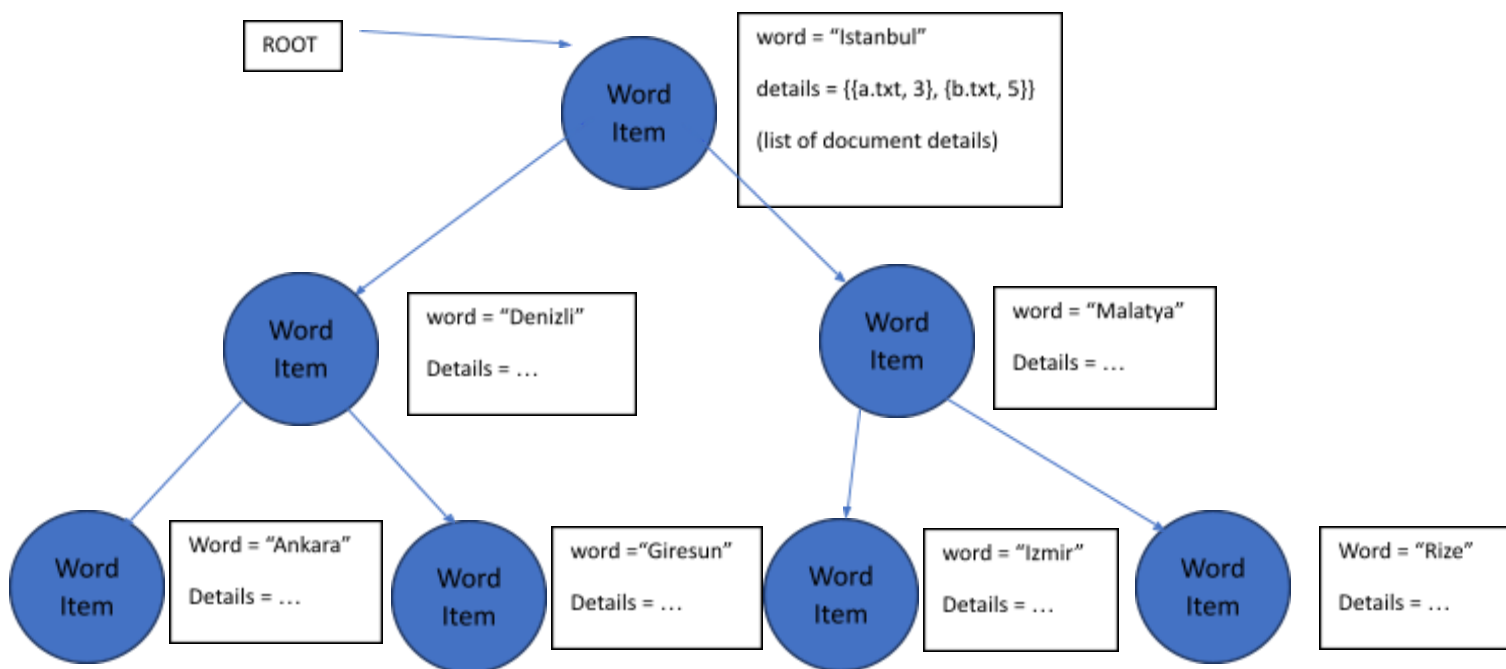 ROOT
Word
Item
word = “Istanbul”
details = {{a.txt, 3}, {b.txt, 5}}
(list of document details)
Word
Item
word = “Denizli”
Details = …
Word
Item
word = “Malatya”
Details = …
Word
Item
Word = “Ankara”
Details = …
Word
Item
word =“Giresun”
Details = …
Word
Item
word = “Izmir”
Details = …
Word
Item
Word = “Rize”
Details = …